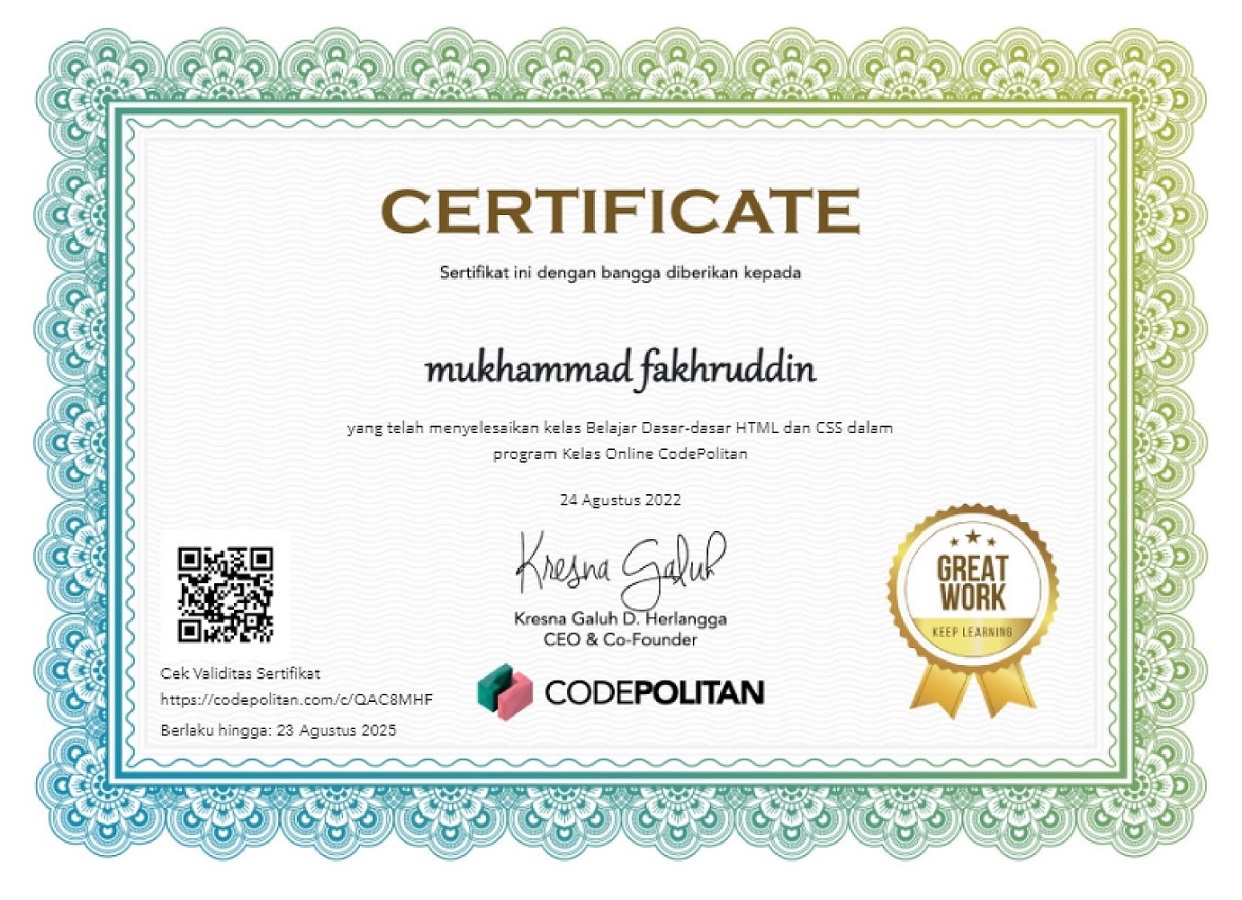 CERTIFICATE
Sertifikat ini dengan bangga diberikan kepada
mukhammad fakhruddin
yang telah menyelesaikan kelas Belajar Dasar-dasar HTML dan CSS dalam
program Kelas Online CodePolitan
24 Agustus 2022
Kresna Galuh
Kresna Galuh D. Herlangga
CEO & Co-Founder
CODEPOLITAN
Cek Validitas Sertifikat
https://codepolitan.com/c/QAC8MHF
Berlaku hingga: 23 Agustus 2025
GREAT
WORK
KEEP LEARNING